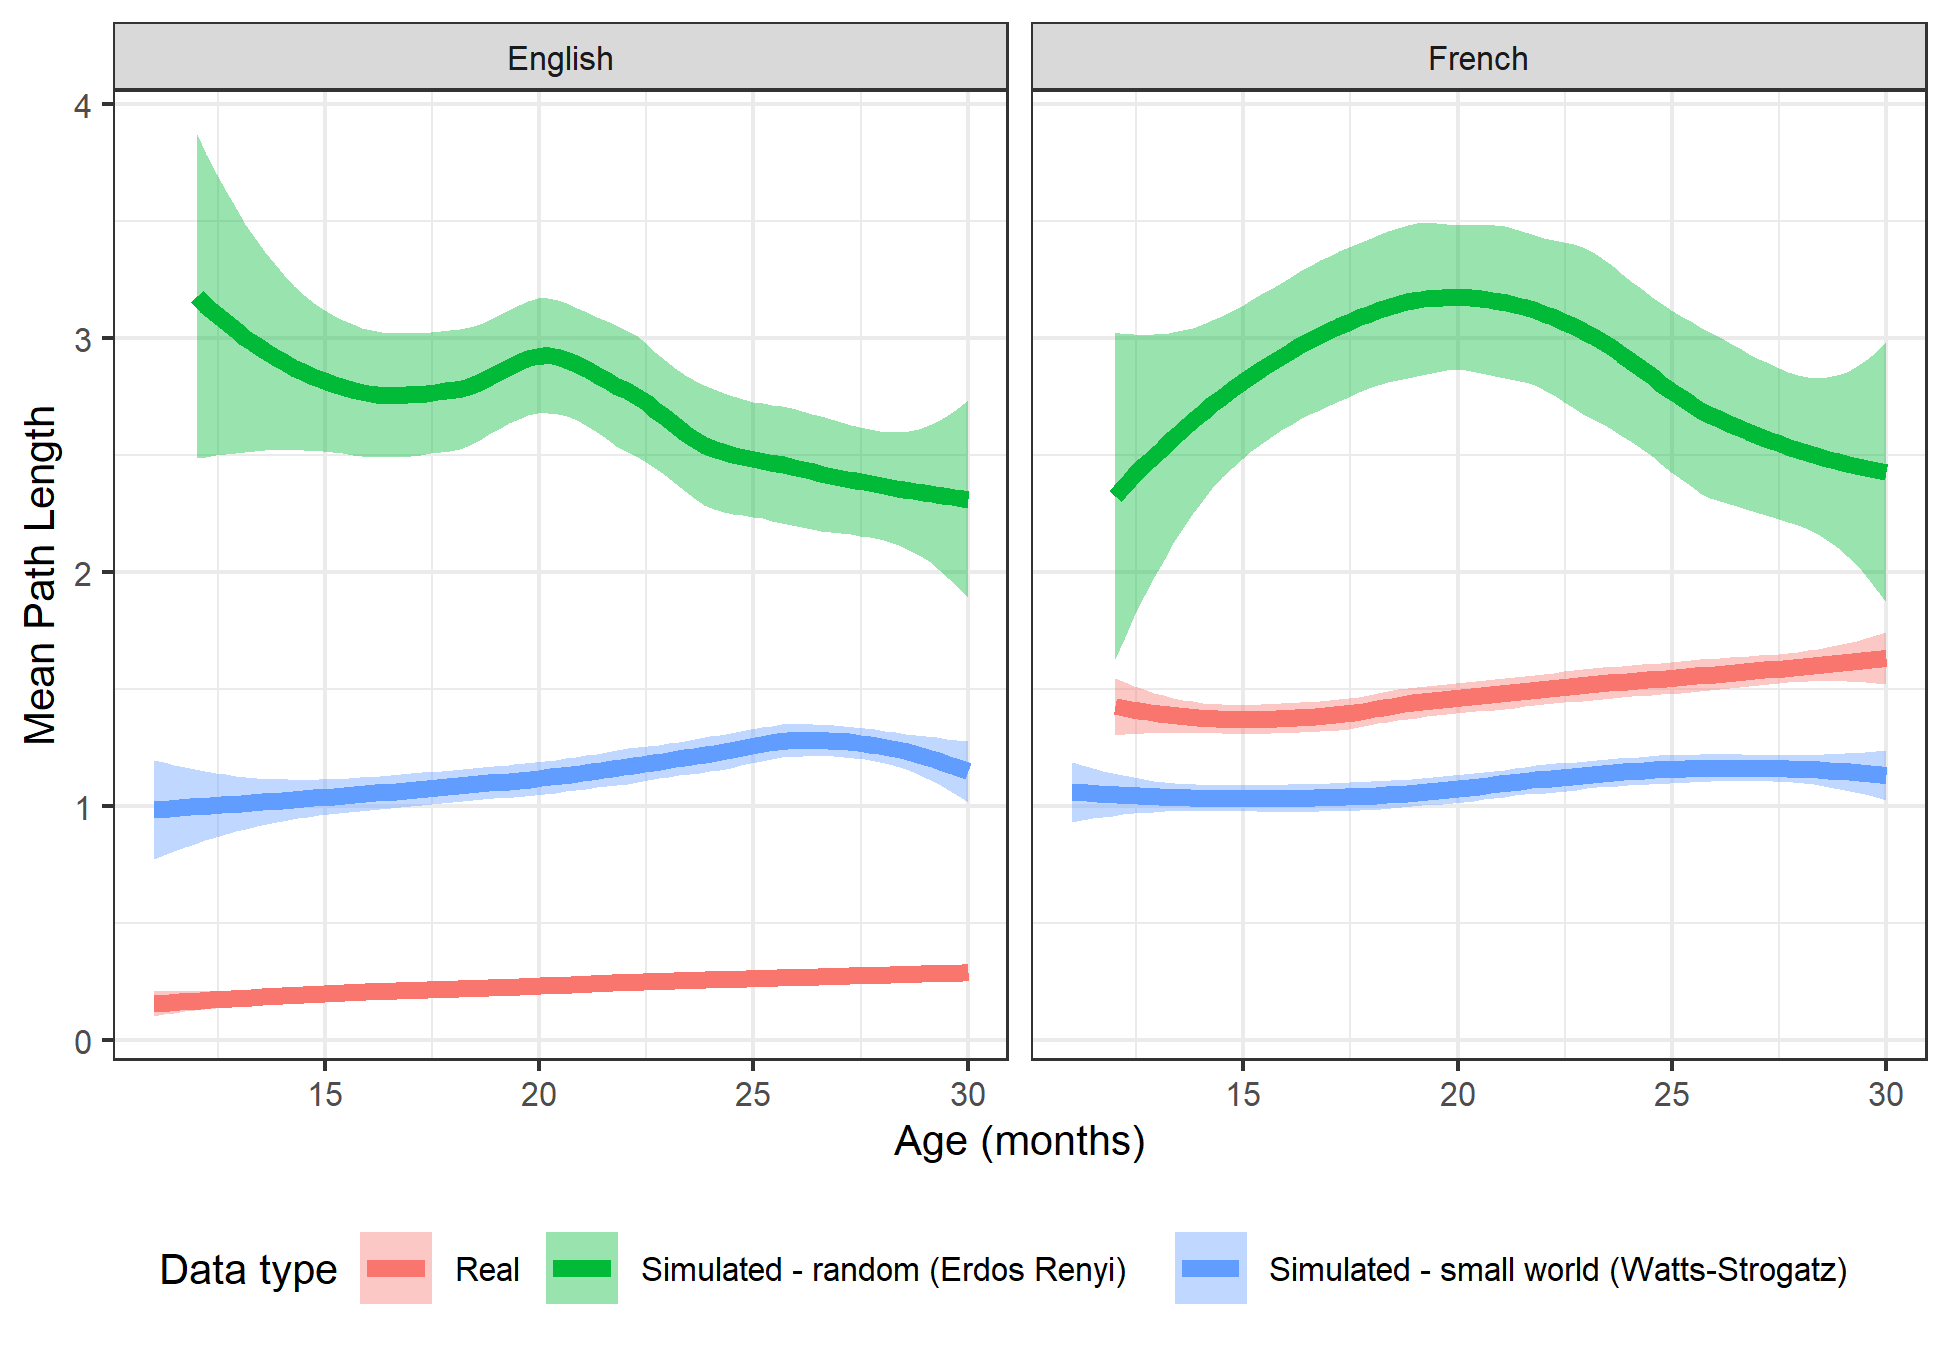 English
French
Mean Path Length
4
3
2
1
0
15 20 25 30
15 20 25 30
Age (months)
Data type Real Simulated - random (Erdos Renyi) Simulated - small world (Watts-Strogatz)